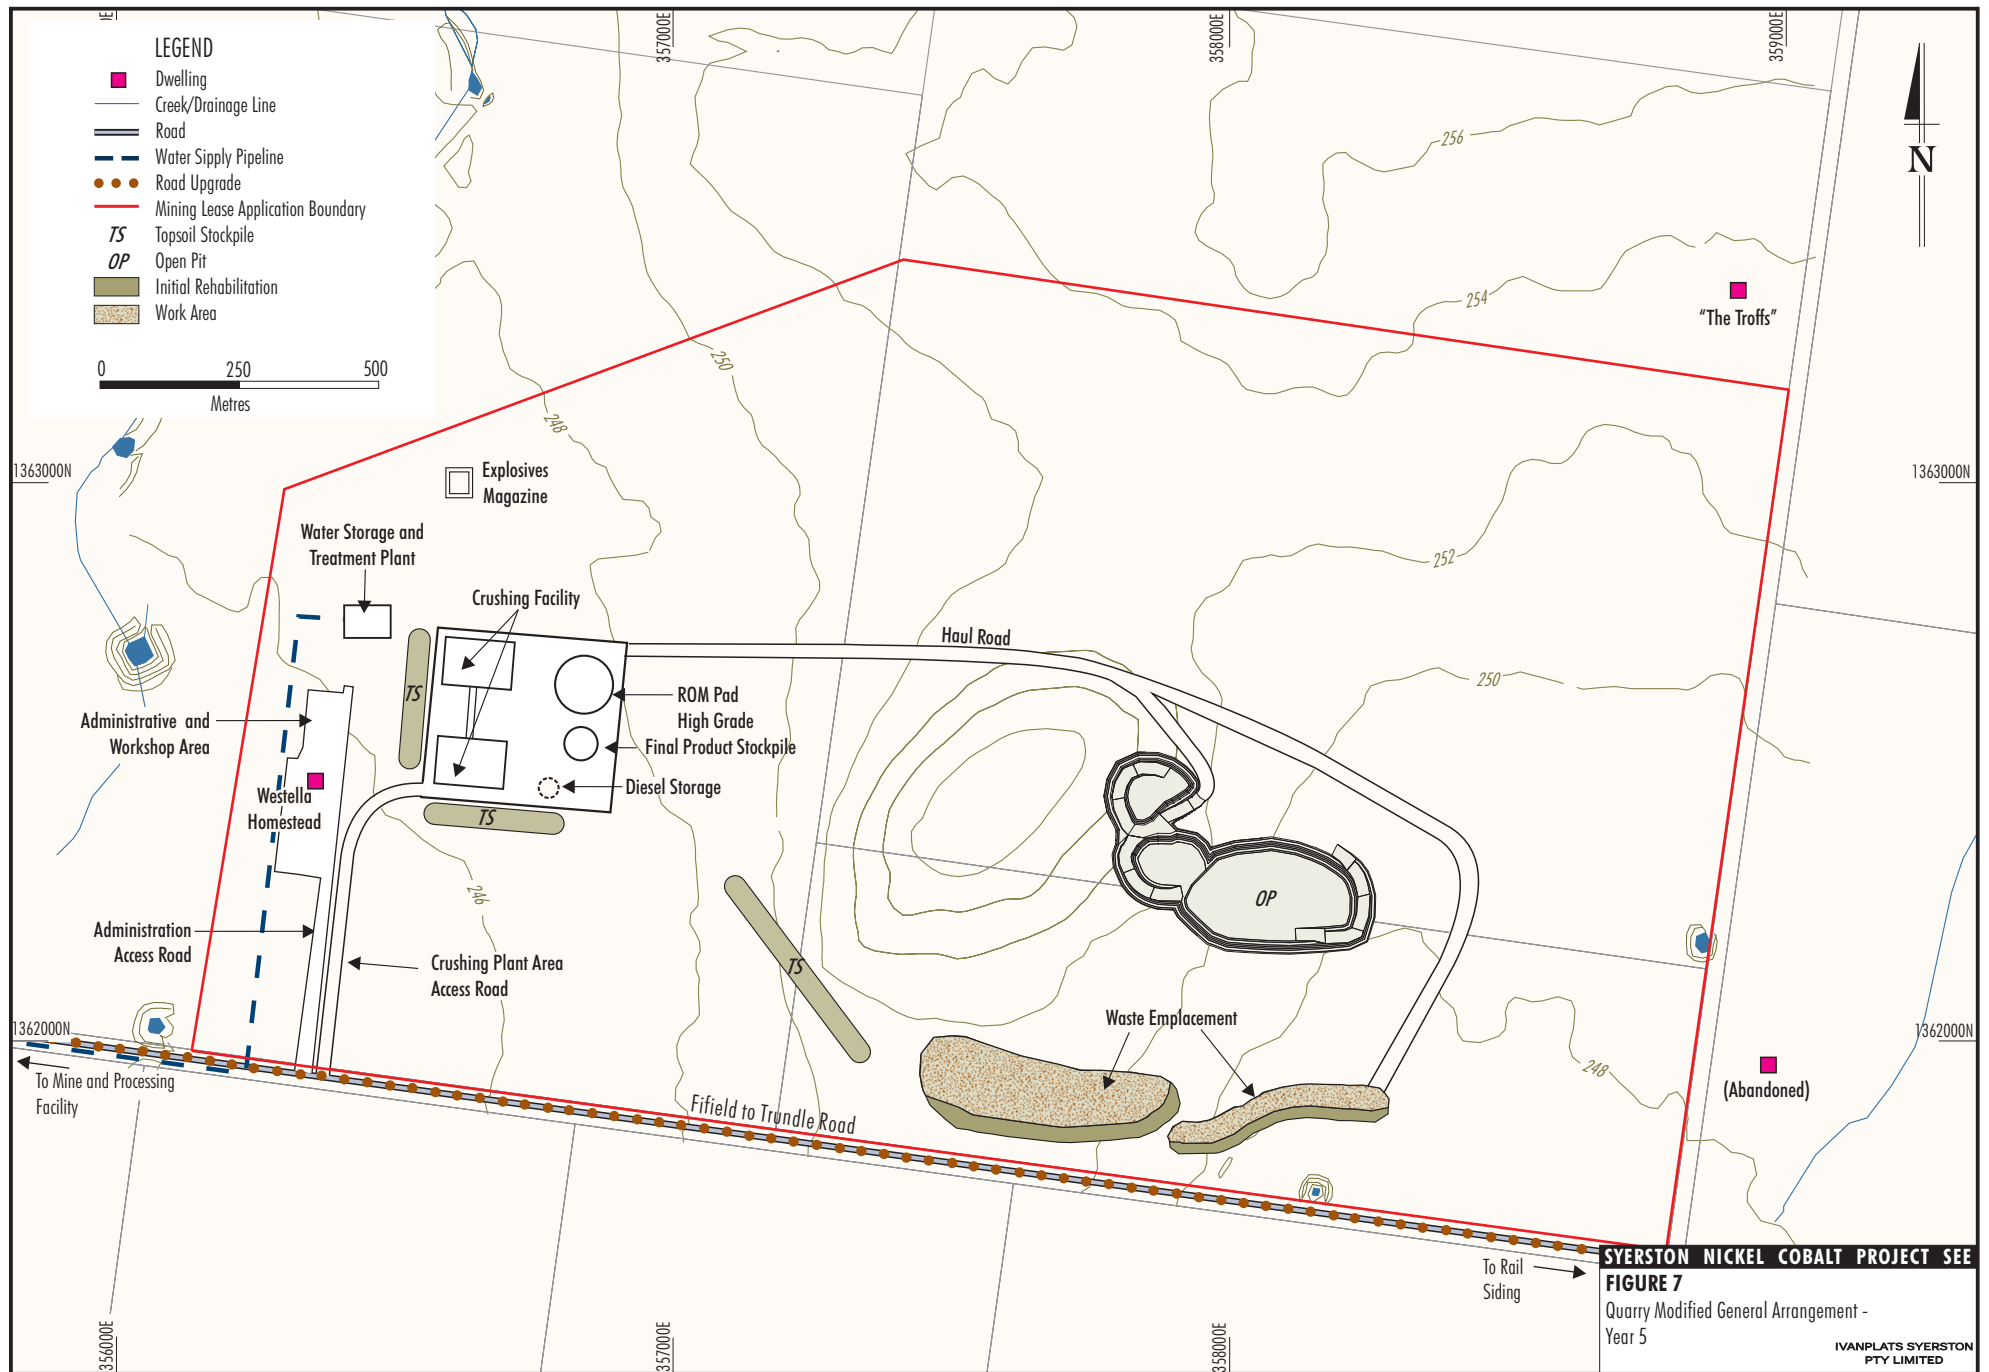 LEGEND
Dwelling
Creek/Drainage Line
Road
Water Sipply Pipeline
Road Upgrade
Mining Lease Application Boundary
TS Topsoil Stockpile
OP Open Pit
Initial Rehabilitation
Work Area
0 250 500
Metres
357000E
358000E
359000E
N
256
254
"The Troffs"
250
248
1363000N
1363000N
Explosives
Magazine
Water Storage and
Treatment Plant
252
Crushing Facility
Haul Road
TS
250
ROM Pad
High Grade
Final Product Stockpile
Administrative and
Workshop Area
Diesel Storage
Westella
Homestead
TS
246
OP
Administration
Access Road
Crushing Plant Area
Access Road
TS
Waste Emplacement
1362000N
1362000N
248
(Abandoned)
To Mine and Processing
Facility
Fifield to Trundle Road
To Rail
Siding
356000E
357000E
358000E
SYERSTON NICKEL COBALT PROJECT SEE
FIGURE 7
Quarry Modified General Arrangement -
Year 5
IVANPLATS SYERSTON
PTY LIMITED